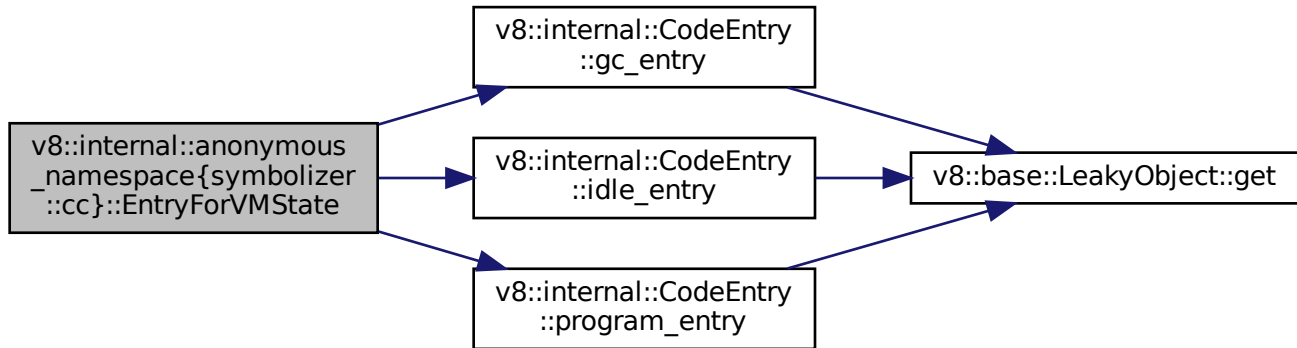 v8::internal::CodeEntry
::gc_entry
v8::internal::anonymous
_namespace{symbolizer
::cc}::EntryForVMState
v8::internal::CodeEntry
::idle_entry
v8::base::LeakyObject::get
v8::internal::CodeEntry
::program_entry